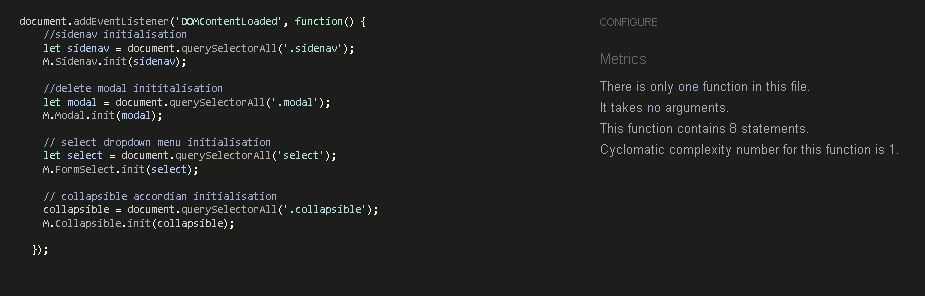 document.addEventListener('DOMContentLoaded', function() {
//sidenav initialisation
let sidenav = document.querySelectorAll('.sidenav');
M.Sidenav.init(sidenav);
//delete modal inititalisation
let modal = document.querySelectorAll('.modal');
M.Modal.init(modal);
// select dropdown menu initialisation
let select = document.querySelectorAll('select');
M.FormSelect.init(select);
// collapsible accordian initialisation
collapsible = document.querySelectorAll('.collapsible');
M.Collapsible.init(collapsible);
});
CONFIGURE
Metrics
There is only one function in this file.
It takes no arguments.
This function contains 8 statements.
Cyclomatic complexity number for this function is 1.